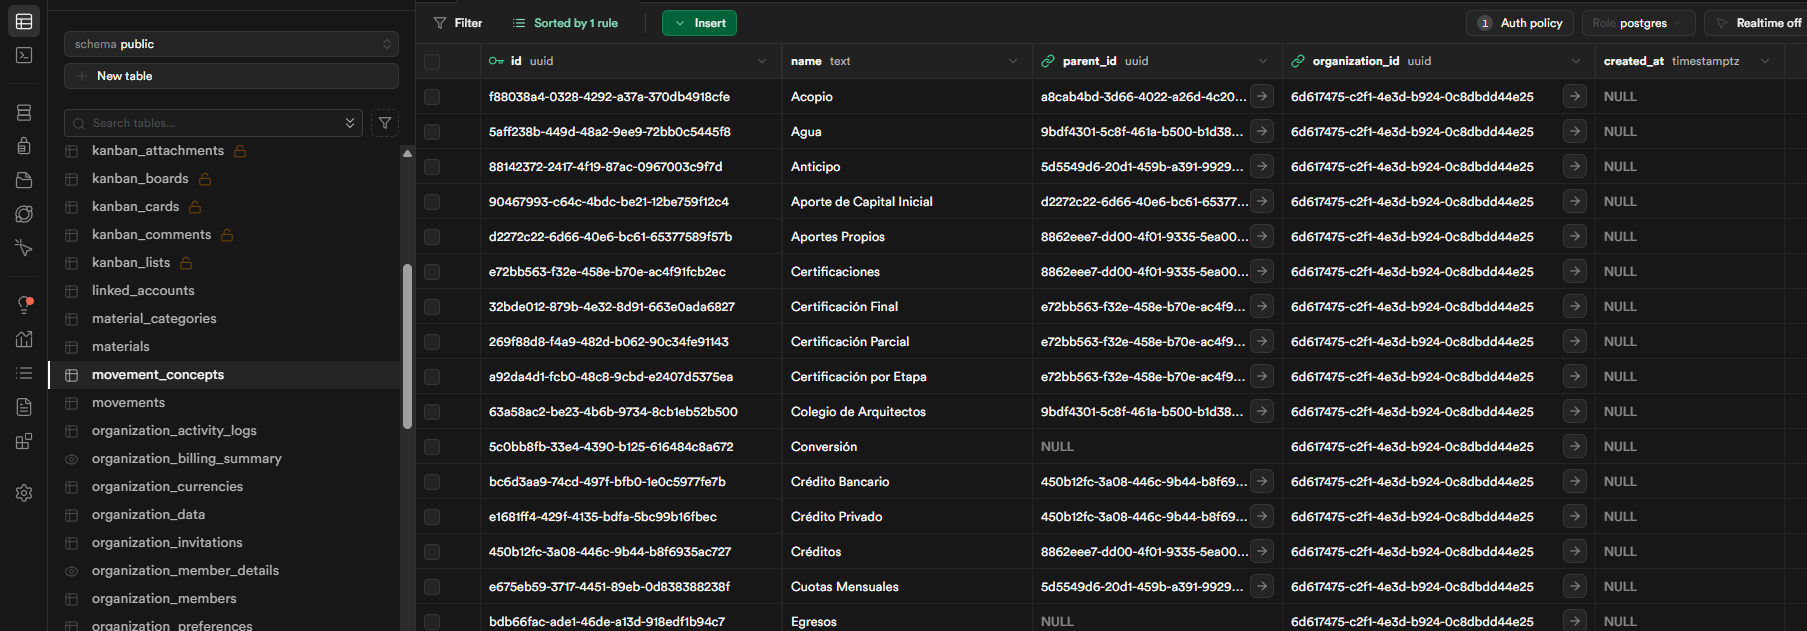 schema public
New table
Search tables...
kanban_attachments
kanban_boards
kanban_cards
kanban_comments
kanban_lists
linked_accounts
material_categories
materials
movement_concepts
movements
organization_activity_logs
organization_billing_summary
organization_currencies
organization_data
organization_invitations
organization_member_details
organization_members
organization_preferences
Filter Sorted by 1 rule Insert 1 Auth policy Role postgres Realtime off
id uuid name text parent_id uuid organization_id uuid created_at timestamptz
f88038a4-0328-4292-a37a-370db4918cfe Acopio a8cab4bd-3d66-4022-a26d-4c20... 6d617475-c2f1-4e3d-b924-0c8dbdd44e25 NULL
5aff238b-449d-48a2-9ee9-72bb0c5445f8 Agua 9bdf4301-5c8f-461a-b500-b1d38... 6d617475-c2f1-4e3d-b924-0c8dbdd44e25 NULL
88142372-2417-4f19-87ac-0967003c9f7d Anticipo 5d5549d6-20d1-459b-a391-9929... 6d617475-c2f1-4e3d-b924-0c8dbdd44e25 NULL
90467993-c64c-4bdc-be21-12be759f12c4 Aporte de Capital Inicial d2272c22-6d66-40e6-bc61-65377... 6d617475-c2f1-4e3d-b924-0c8dbdd44e25 NULL
d2272c22-6d66-40e6-bc61-65377589f57b Aportes Propios 8862eee7-dd00-4f01-9335-5ea00... 6d617475-c2f1-4e3d-b924-0c8dbdd44e25 NULL
e72bb563-f32e-458e-b70e-ac4f91fcb2ec Certificaciones 8862eee7-dd00-4f01-9335-5ea00... 6d617475-c2f1-4e3d-b924-0c8dbdd44e25 NULL
32bde012-879b-4e32-8d91-663e0ada6827 Certificación Final e72bb563-f32e-458e-b70e-ac4f9... 6d617475-c2f1-4e3d-b924-0c8dbdd44e25 NULL
269f88d8-f4a9-482d-b062-90c34fe91143 Certificación Parcial e72bb563-f32e-458e-b70e-ac4f9... 6d617475-c2f1-4e3d-b924-0c8dbdd44e25 NULL
a92da4d1-fcb0-48c8-9cbd-e2407d5375ea Certificación por Etapa e72bb563-f32e-458e-b70e-ac4f9... 6d617475-c2f1-4e3d-b924-0c8dbdd44e25 NULL
63a58ac2-be23-4b6b-9734-8cb1eb52b500 Colegio de Arquitectos 9bdf4301-5c8f-461a-b500-b1d38... 6d617475-c2f1-4e3d-b924-0c8dbdd44e25 NULL
5c0bb8fb-33e4-4390-b125-616484c8a672 Conversión NULL 6d617475-c2f1-4e3d-b924-0c8dbdd44e25 NULL
bc6d3aa9-74cd-497f-bfb0-1e0c5977fe7b Crédito Bancario 450b12fc-3a08-446c-9b44-b8f69... 6d617475-c2f1-4e3d-b924-0c8dbdd44e25 NULL
e1681ff4-429f-4135-bdfa-5bc99b16fbec Crédito Privado 450b12fc-3a08-446c-9b44-b8f69... 6d617475-c2f1-4e3d-b924-0c8dbdd44e25 NULL
450b12fc-3a08-446c-9b44-b8f6935ac727 Créditos 8862eee7-dd00-4f01-9335-5ea00... 6d617475-c2f1-4e3d-b924-0c8dbdd44e25 NULL
e675eb59-3717-4451-89eb-0d838388238f Cuotas Mensuales 5d5549d6-20d1-459b-a391-9929... 6d617475-c2f1-4e3d-b924-0c8dbdd44e25 NULL
bdb66fac-ade1-46de-a13d-918edf1b94c7 Egresos NULL 6d617475-c2f1-4e3d-b924-0c8dbdd44e25 NULL